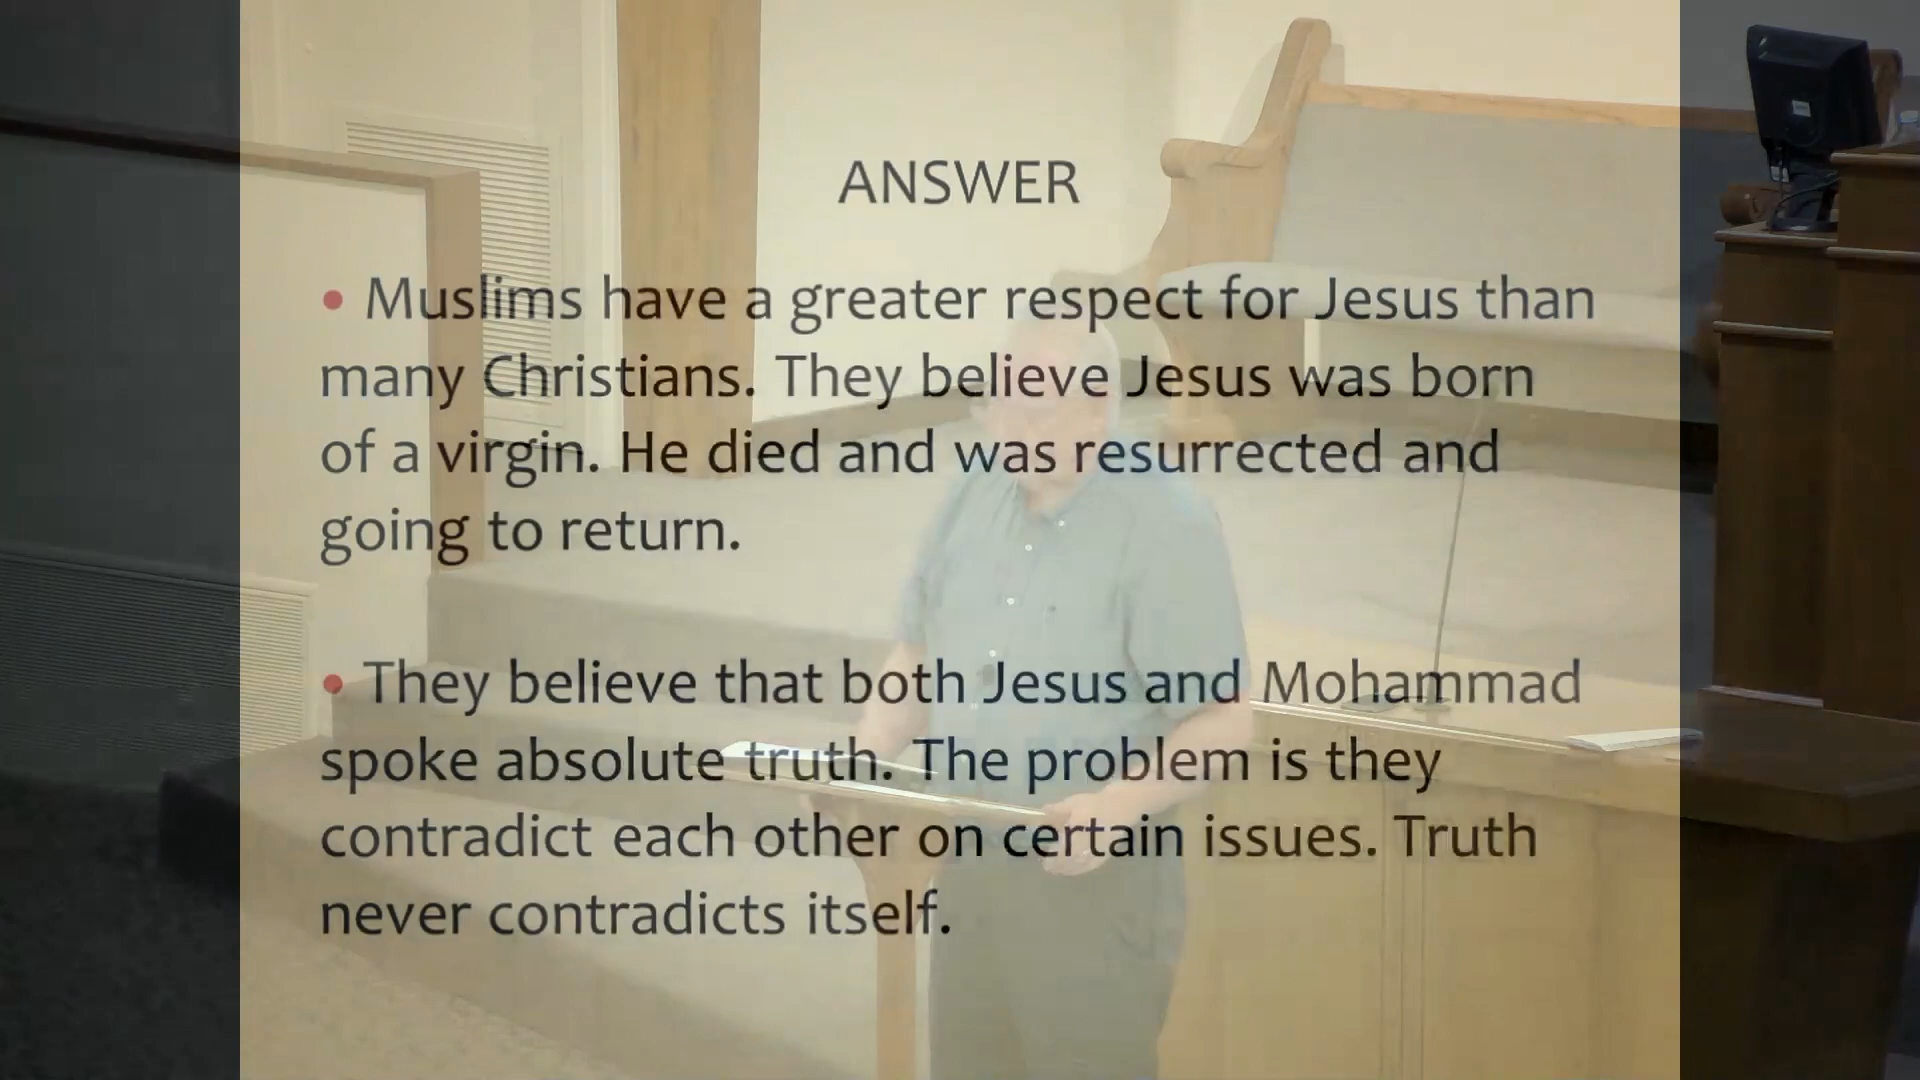 ANSWER
• Muslims have a greater respect for Jesus than
many Christians. They believe Jesus was born
of a virgin. He died and was resurrected and
going to return.
• They believe that both Jesus and Mohammad
spoke absolute truth. The problem is they
contradict each other on certain issues. Truth
never contradicts itself.